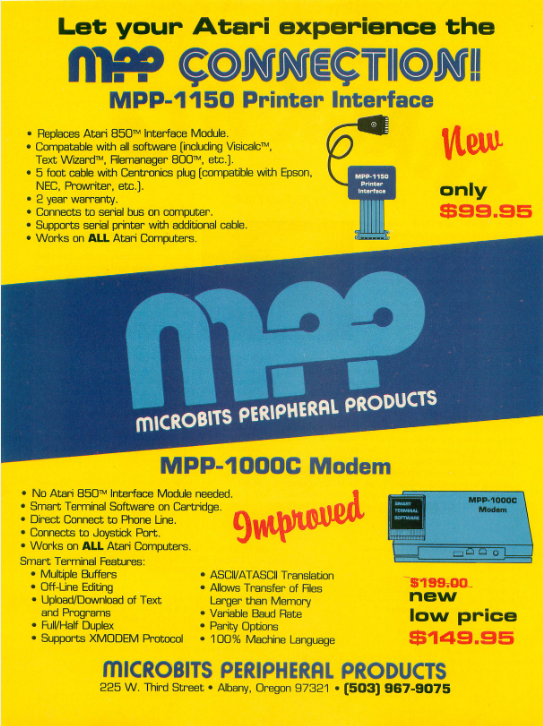 Let your Atari experience the
mpp CONNECTION!
MPP-1150 Printer Interface
• Replaces Atari 850™ Interface Module.
• Compatable with all software (including Visicalc™,
Text Wizard™, Filemanager 800™, etc.).
• 5 foot cable with Centronics plug (compatible with Epson,
NEC, Prowriter, etc.).
• 2 year warranty.
• Connects to serial bus on computer.
• Supports serial printer with additional cable.
• Works on ALL Atari Computers.
MPP-1150
Printer
Interface
New
only
$99.95
mpp
MICROBITS PERIPHERAL PRODUCTS
MPP-1000C Modem
• No Atari 850™ Interface Module needed.
• Smart Terminal Software on Cartridge.
• Direct Connect to Phone Line.
• Connects to Joystick Port.
• Works on ALL Atari Computers.
Improved
Smart Terminal Features:
• Multiple Buffers
• Off-Line Editing
• Upload/Download of Text
and Programs
• Full/Half Duplex
• Supports XMODEM Protocol
• ASCII/ATASCII Translation
• Allows Transfer of Files
Larger than Memory
• Variable Baud Rate
• Parity Options
• 100% Machine Language
SMART
TERMINAL
SOFTWARE
MPP-1000C
Modem
$199.00
new
low price
$149.95
MICROBITS PERIPHERAL PRODUCTS
225 W. Third Street • Albany, Oregon 97321 • (503) 967-9075